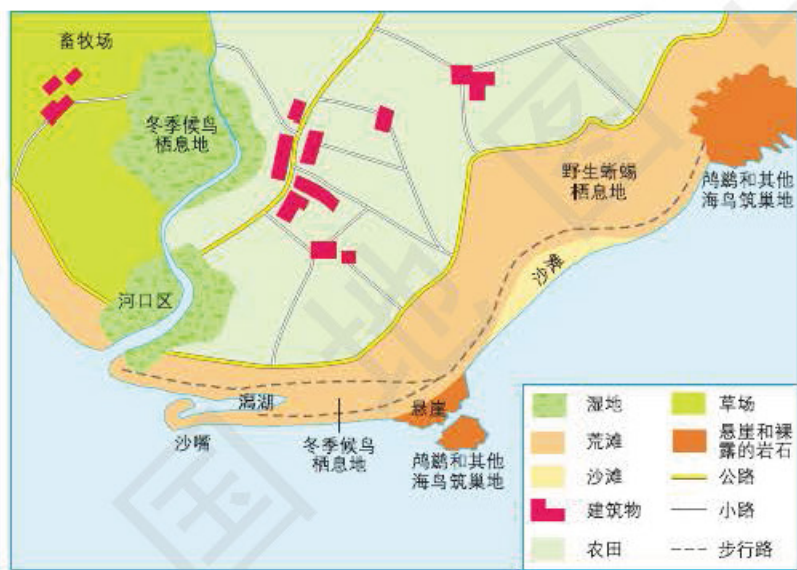 畜牧场
冬季候鸟
栖息地
野生蜥蜴
栖息地
鸿鹚和其他
海鸟筑巢地
沙滩
河口区
潟湖
悬崖
沙嘴
冬季候鸟
栖息地
鸿鹚和其他
海鸟筑巢地
湿地
草场
荒滩
悬崖和裸
露的岩石
沙滩
公路
建筑物
小路
农田
步行路